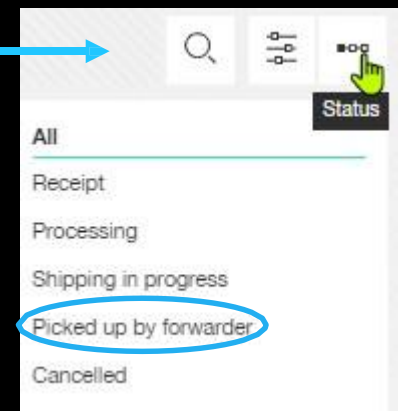 Status
All
Receipt
Processing
Shipping in progress
Picked up by forwarder
Cancelled